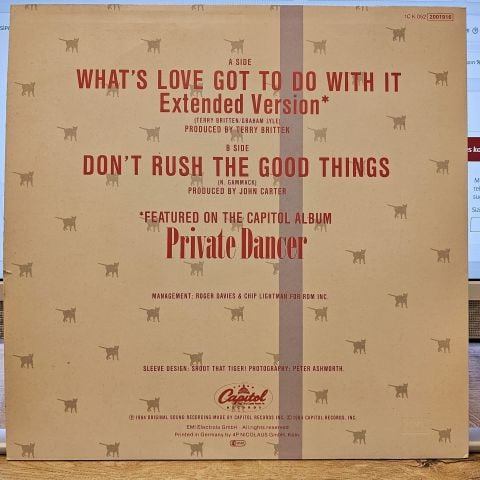 1C K 052 2001916
A SIDE
WHAT'S LOVE GOT TO DO WITH IT
Extended Version*
(TERRY BRITTEN/GRAHAM LYLE)
PRODUCED BY TERRY BRITTEN
B SIDE
DON'T RUSH THE GOOD THINGS
(N. GAMMACK)
PRODUCED BY JOHN CARTER
*FEATURED ON THE CAPITOL ALBUM
Private Dancer
MANAGEMENT: ROGER DAVIES & CHIP LIGHTMAN FOR RDM INC.
SLEEVE DESIGN: SHOOT THAT TIGER! PHOTOGRAPHY: PETER ASHWORTH.
Capitol
RECORDS
℗ 1984 ORIGINAL SOUND RECORDING MADE BY CAPITOL RECORDS INC. © 1984 CAPITOL RECORDS, INC.
EMI Electrola GmbH · All rights reserved
Printed in Germany by 4P NICOLAUS GmbH, Köln